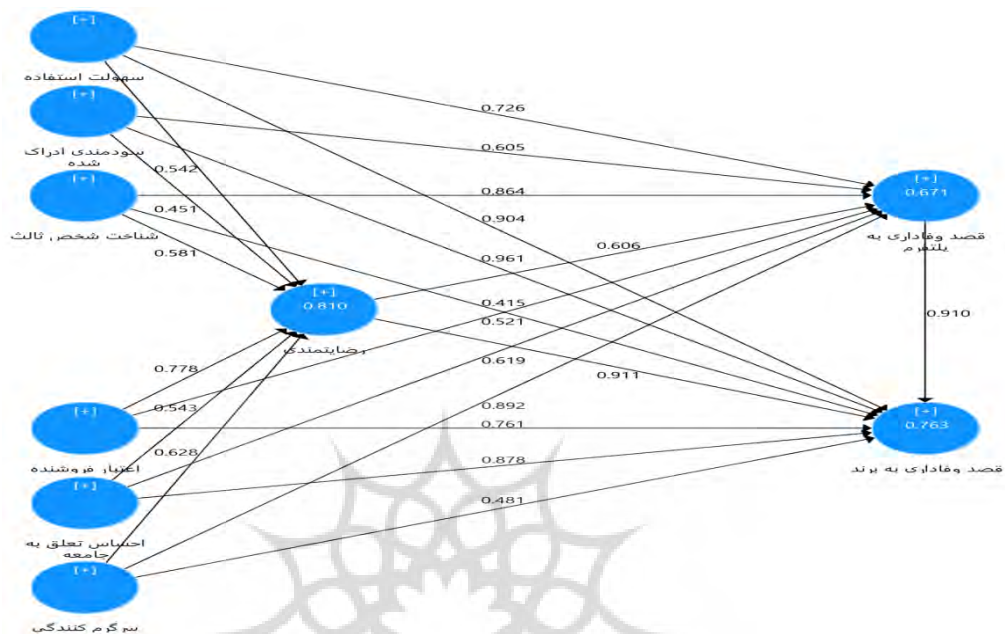 [+]
سهولت استفاده
[+]
سودمندی ادراک
شده
[+]
شناخت شخص ثالث
[+]
0.810
رضایتمندی
[+]
اعتبار فروشنده
[+]
احساس تعلق به
جامعه
[+]
سرگرم کنندگی
[+]
0.671
قصد وفاداری به
پلتفرم
[+]
0.763
قصد وفاداری به برند
0.726
0.605
0.542
0.864
0.451
0.904
0.581
0.606
0.961
0.415
0.910
0.521
0.619
0.778
0.911
0.543
0.892
0.761
0.628
0.878
0.481